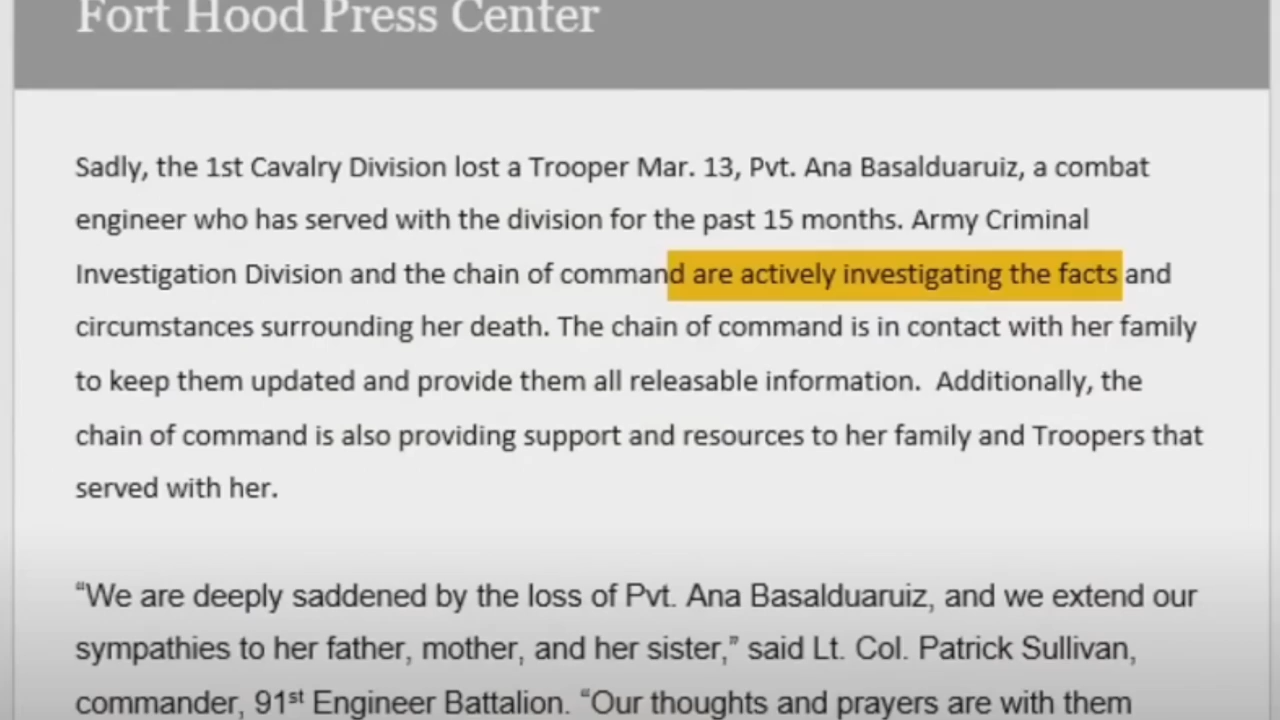 Fort Hood Press Center
Sadly, the 1st Cavalry Division lost a Trooper Mar. 13, Pvt. Ana Basalduaruiz, a combat
engineer who has served with the division for the past 15 months. Army Criminal
Investigation Division and the chain of command are actively investigating the facts and
circumstances surrounding her death. The chain of command is in contact with her family
to keep them updated and provide them all releasable information.  Additionally, the
chain of command is also providing support and resources to her family and Troopers that
served with her.
“We are deeply saddened by the loss of Pvt. Ana Basalduaruiz, and we extend our
sympathies to her father, mother, and her sister,” said Lt. Col. Patrick Sullivan,
commander, 91st Engineer Battalion. “Our thoughts and prayers are with them